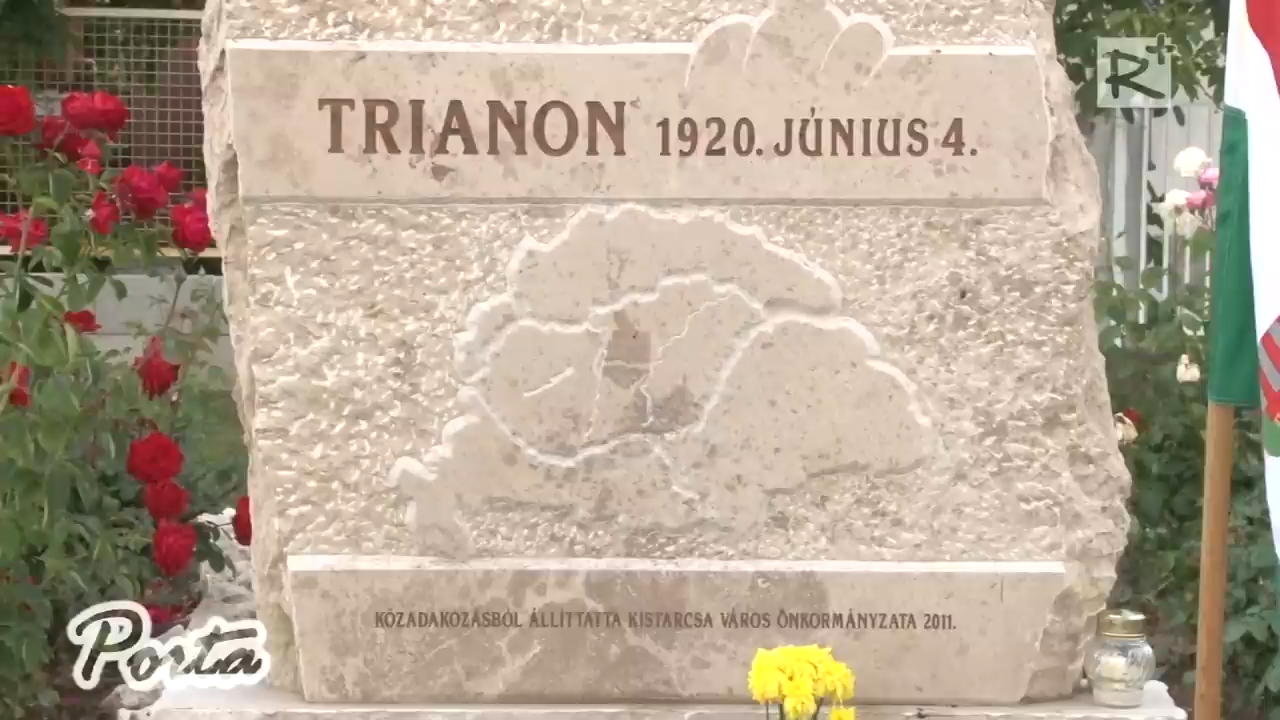 R+
TRIANON 1920. JÚNIUS 4.
KÖZADAKOZÁSBÓL ÁLLÍTTATTA KISTARCSA VÁROS ÖNKORMÁNYZATA 2011.
Porta